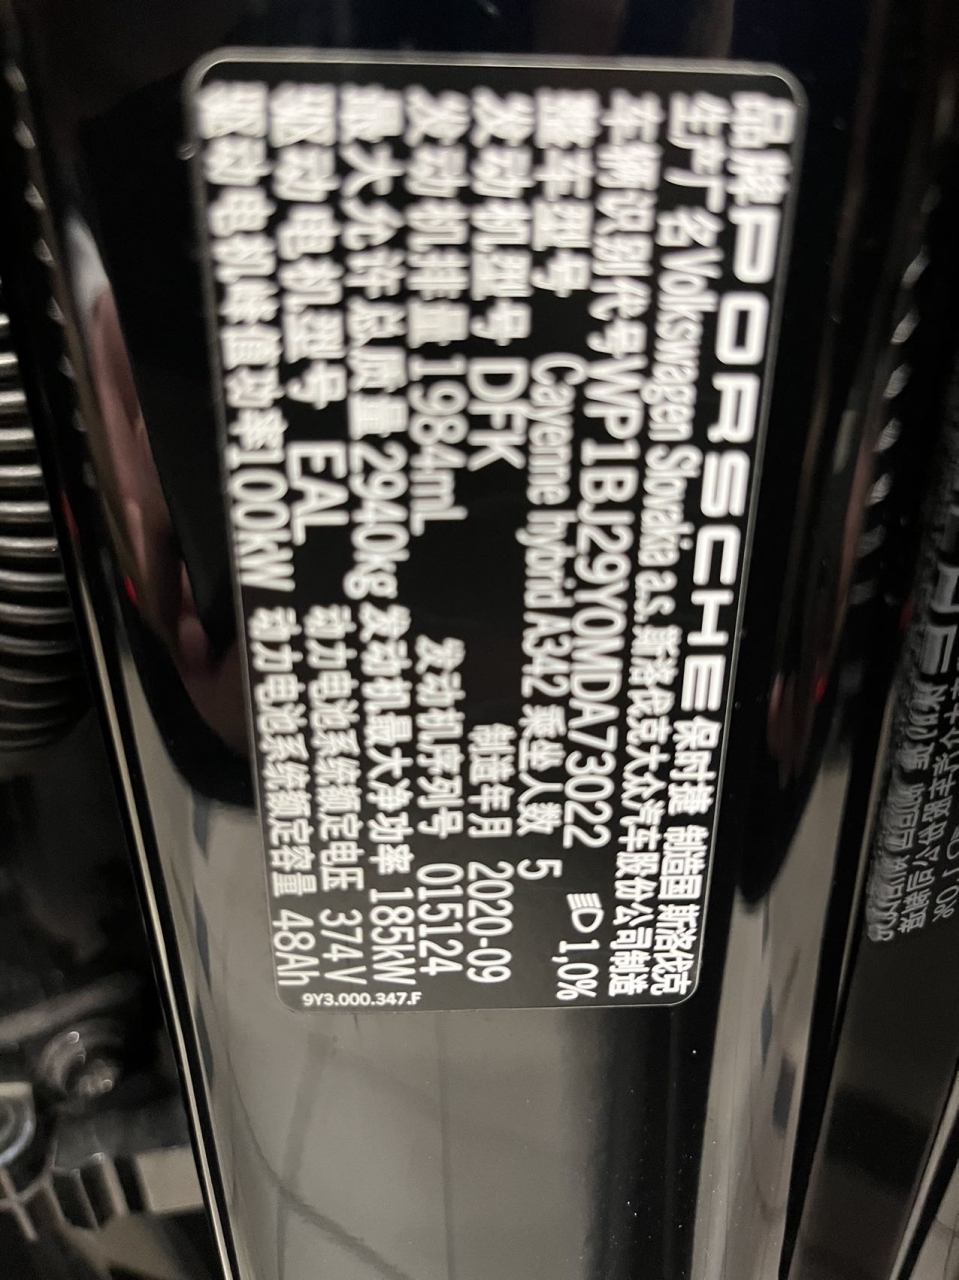 品牌 PORSCHE 保时捷 制造国 斯洛伐克
生产厂名 Volkswagen Slovakia a.s. 斯洛伐克大众汽车股份公司制造
车辆识别代号 WP1BJ29Y0MDA73022 1,0%
整车型号 Cayenne hybrid A342 乘坐人数 5
发动机型号 DFK 制造年月 2020-09
发动机排量 1984mL 发动机序列号 015124
最大允许总质量 2940kg 发动机最大净功率 185kW
驱动电机型号 EAL 动力电池系统额定电压 374V
驱动电机峰值功率 100kW 动力电池系统额定容量 48Ah
9Y3.000.347.F